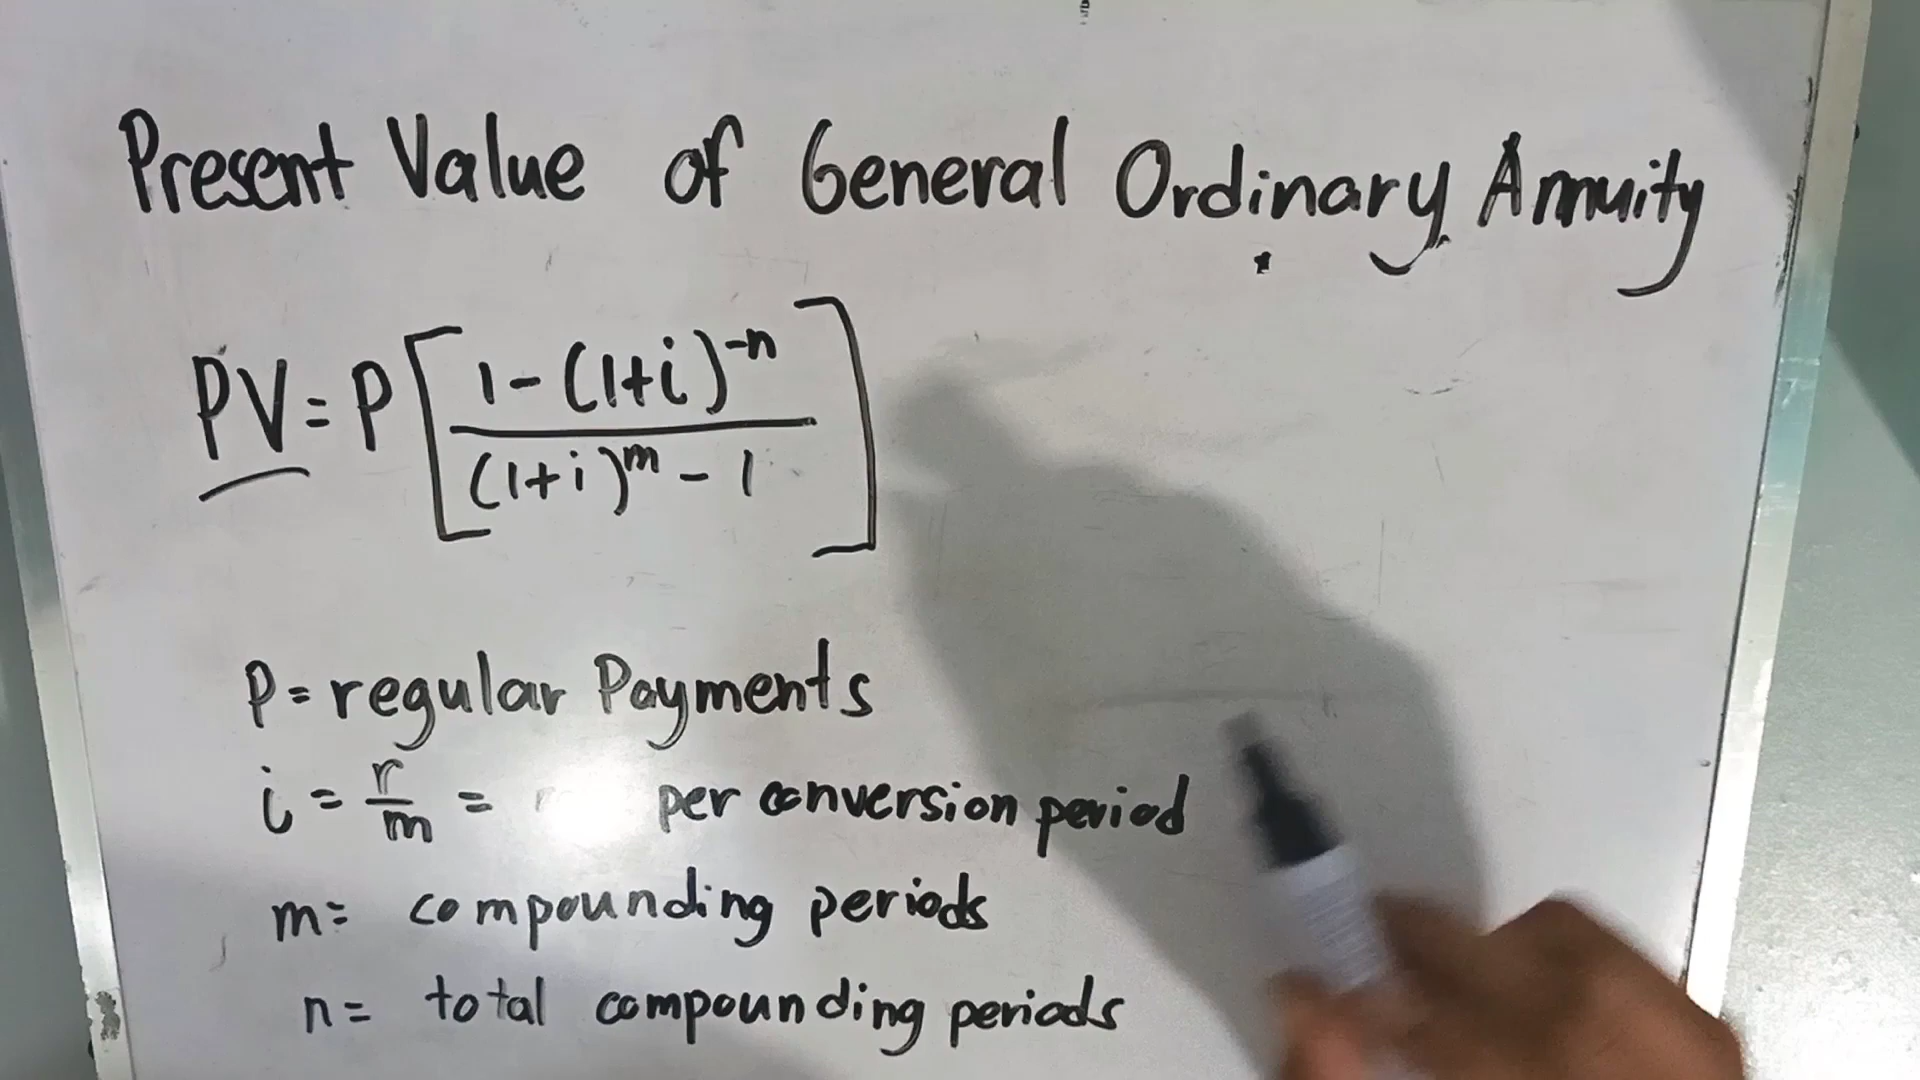 Present Value of General Ordinary Annuity
PV = P [ 1 - (1+i)^-n / (1+i)^m - 1 ]
P = regular Payments
i = r/m = per conversion period
m = compounding periods
n = total compounding periods